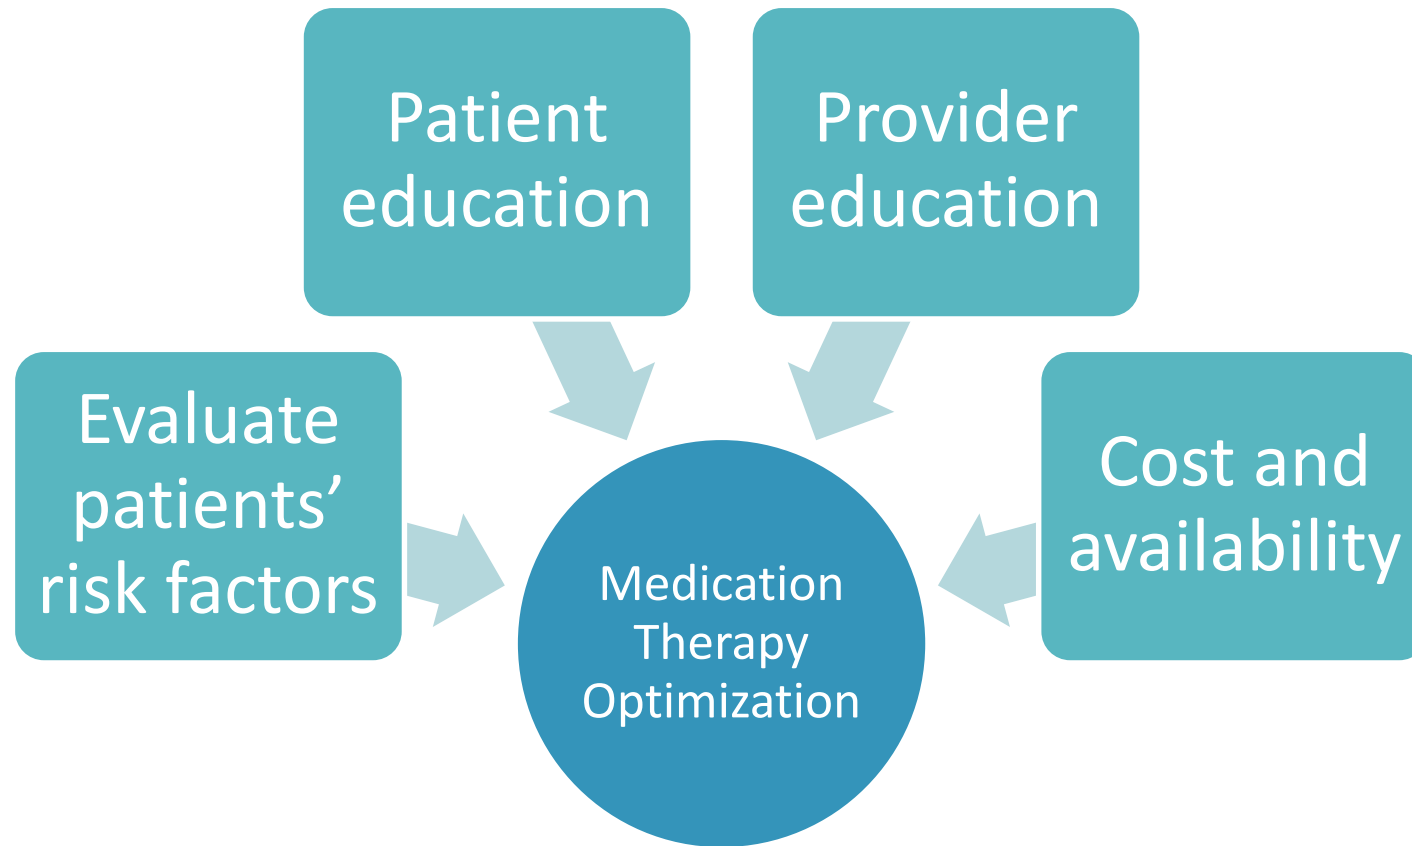 Patient
education
Provider
education
Evaluate
patients’
risk factors
Cost and
availability
Medication
Therapy
Optimization